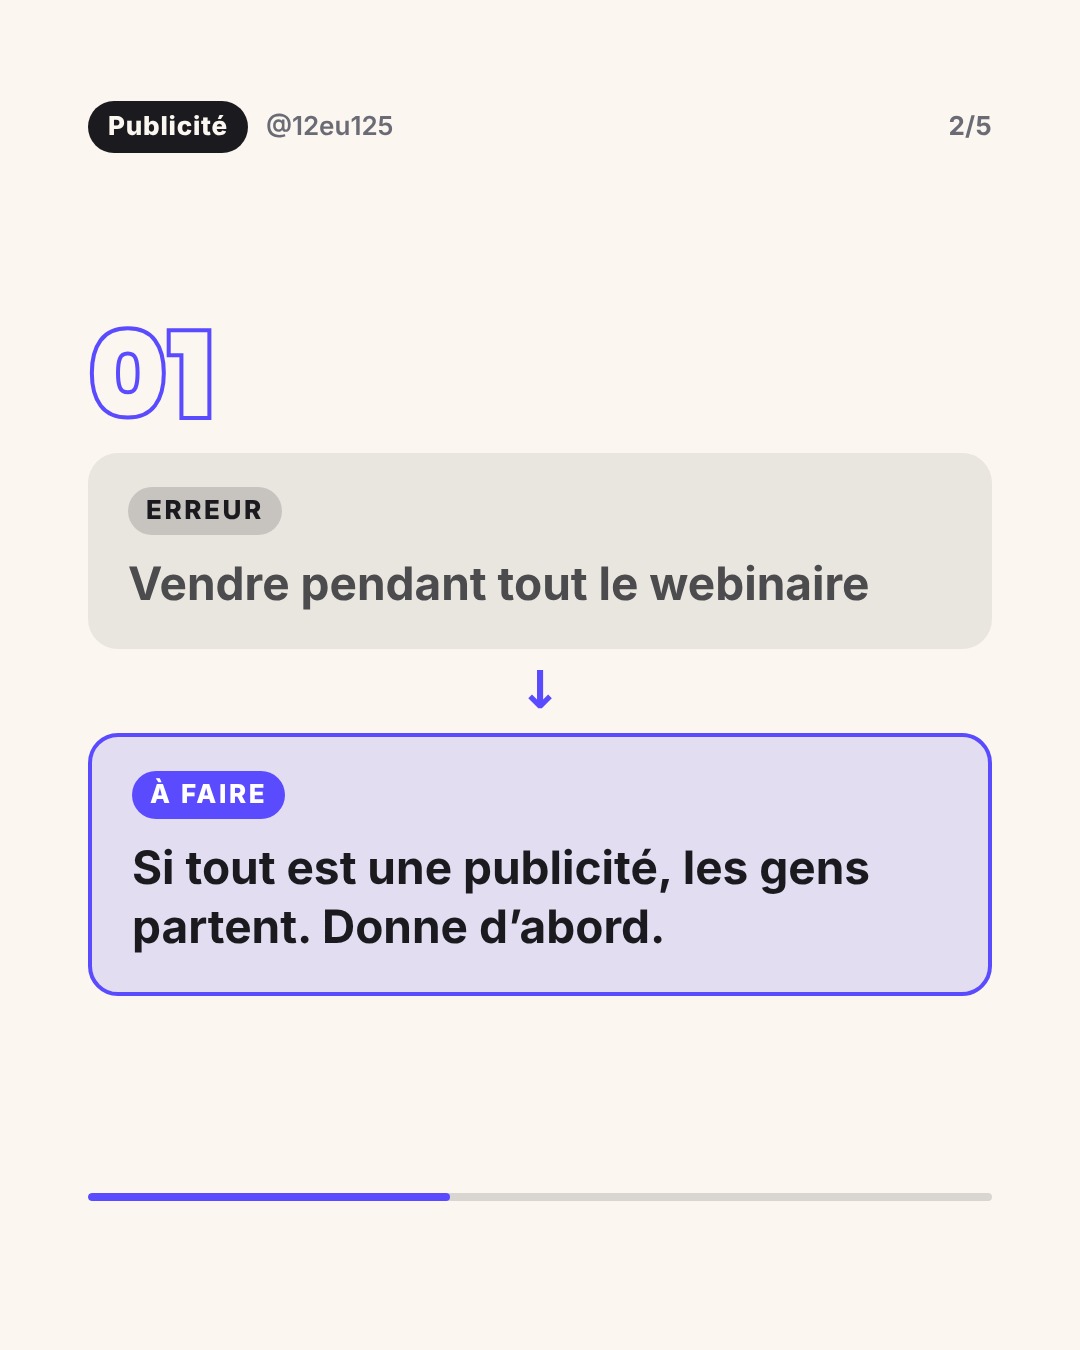 Publicité @12eu125 2/5
01
ERREUR
Vendre pendant tout le webinaire
↓
À FAIRE
Si tout est une publicité, les gens
partent. Donne d’abord.